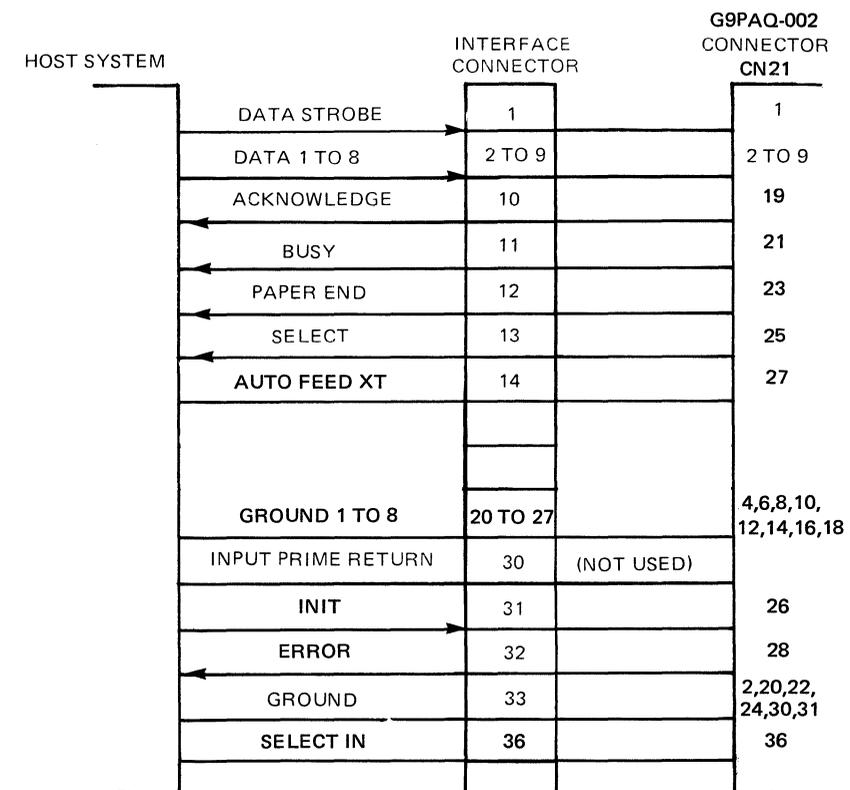 G9PAQ-002
HOST SYSTEM
INTERFACE
CONNECTOR
CONNECTOR
CN21
DATA STROBE 1 1
DATA 1 TO 8 2 TO 9 2 TO 9
ACKNOWLEDGE 10 19
BUSY 11 21
PAPER END 12 23
SELECT 13 25
AUTO FEED XT 14 27
GROUND 1 TO 8 20 TO 27 4,6,8,10,
12,14,16,18
INPUT PRIME RETURN 30 (NOT USED)
INIT 31 26
ERROR 32 28
GROUND 33 2,20,22,
24,30,31
SELECT IN 36 36